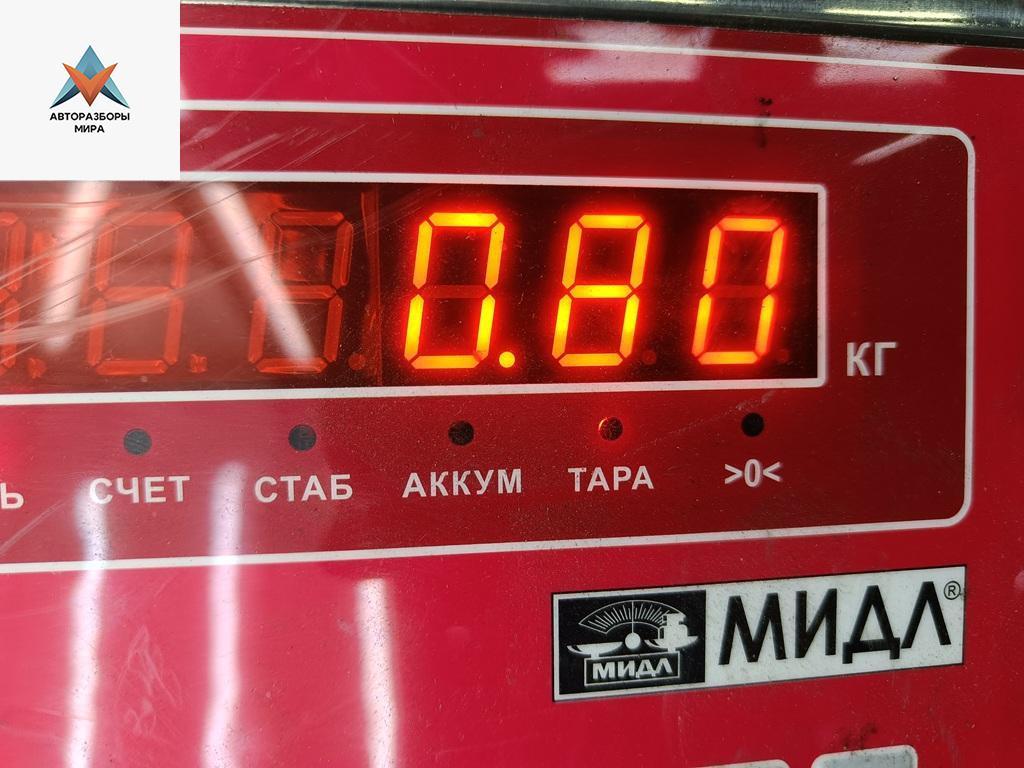 АВТОРАЗБОРЫ
МИРА
0.80
КГ
Ь СЧЕТ СТАБ АККУМ ТАРА >0<
МИДЛ МИДЛ®